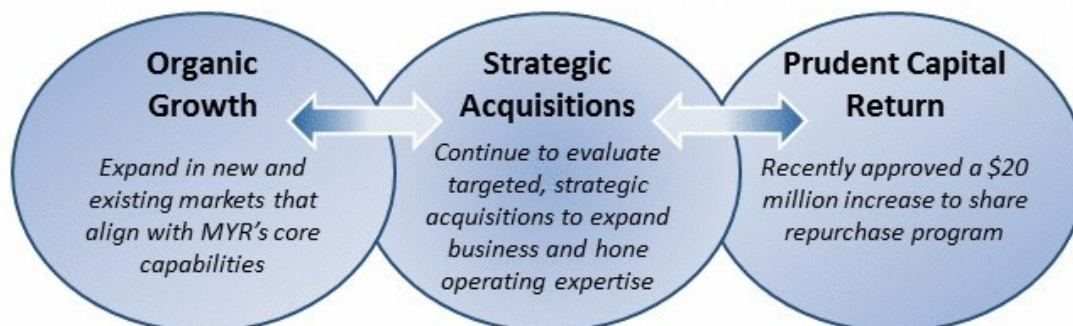 Organic
Growth
Expand in new and
existing markets that
align with MYR's core
capabilities
Strategic
Acquisitions
Continue to evaluate
targeted, strategic
acquisitions to expand
business and hone
operating expertise
Prudent Capital
Return
Recently approved a $20
million increase to share
repurchase program